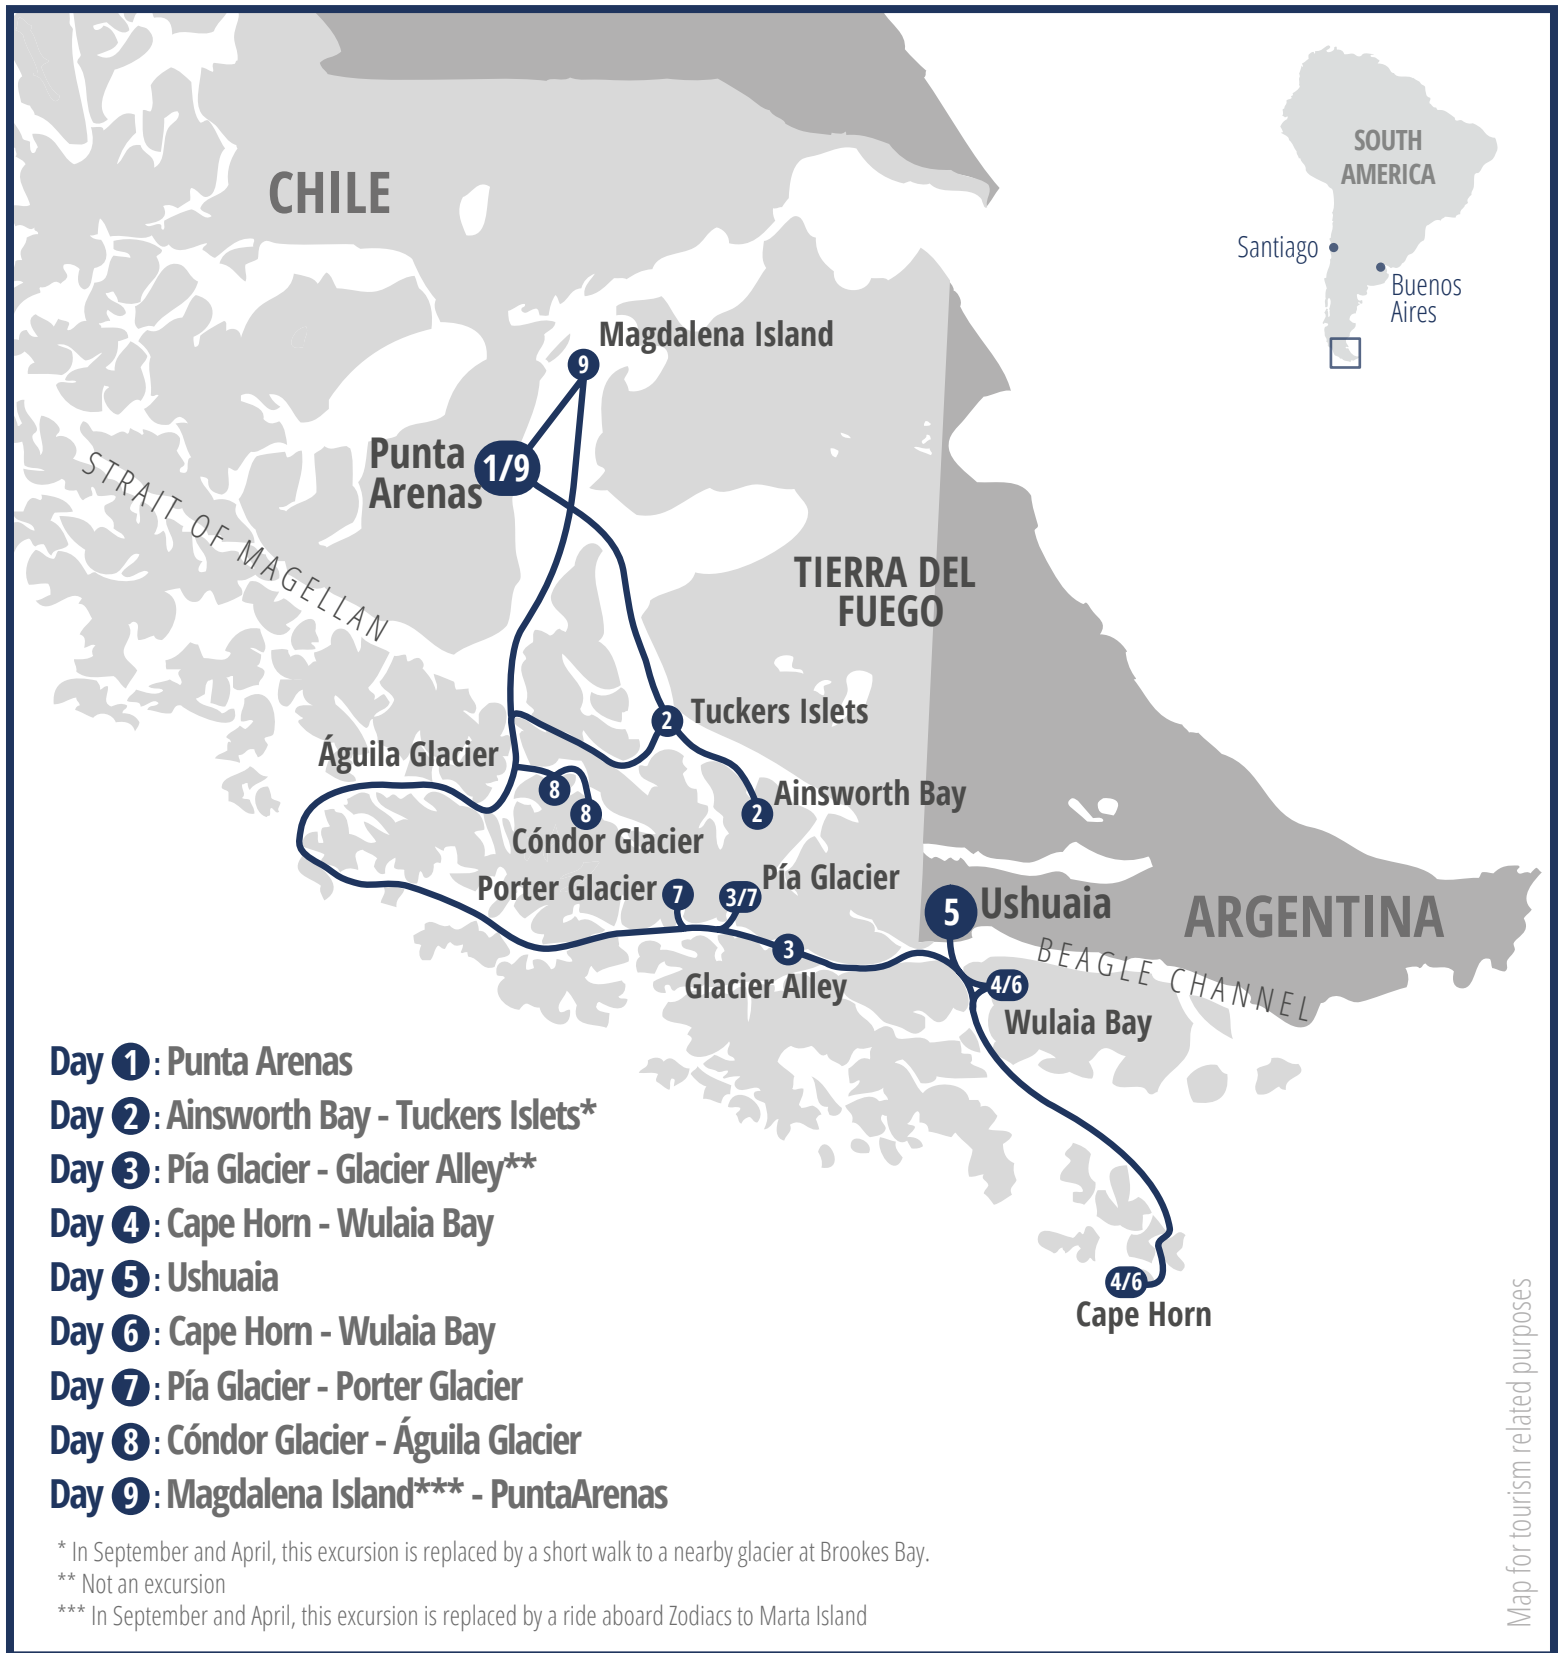 CHILE
SOUTH
AMERICA
Santiago
Buenos
Aires
Magdalena Island
9
Punta
Arenas
1/9
STRAIT OF MAGELLAN
TIERRA DEL
FUEGO
2
Tuckers Islets
Águila Glacier
8
8
Cóndor Glacier
2
Ainsworth Bay
Porter Glacier
7
3/7
Pía Glacier
5
Ushuaia
ARGENTINA
BEAGLE CHANNEL
3
Glacier Alley
4/6
Wulaia Bay
4/6
Cape Horn
Day 1: Punta Arenas
Day 2: Ainsworth Bay - Tuckers Islets*
Day 3: Pía Glacier - Glacier Alley**
Day 4: Cape Horn - Wulaia Bay
Day 5: Ushuaia
Day 6: Cape Horn - Wulaia Bay
Day 7: Pía Glacier - Porter Glacier
Day 8: Cóndor Glacier - Águila Glacier
Day 9: Magdalena Island*** - PuntaArenas
* In September and April, this excursion is replaced by a short walk to a nearby glacier at Brookes Bay.
** Not an excursion
*** In September and April, this excursion is replaced by a ride aboard Zodiacs to Marta Island
Map for tourism related purposes